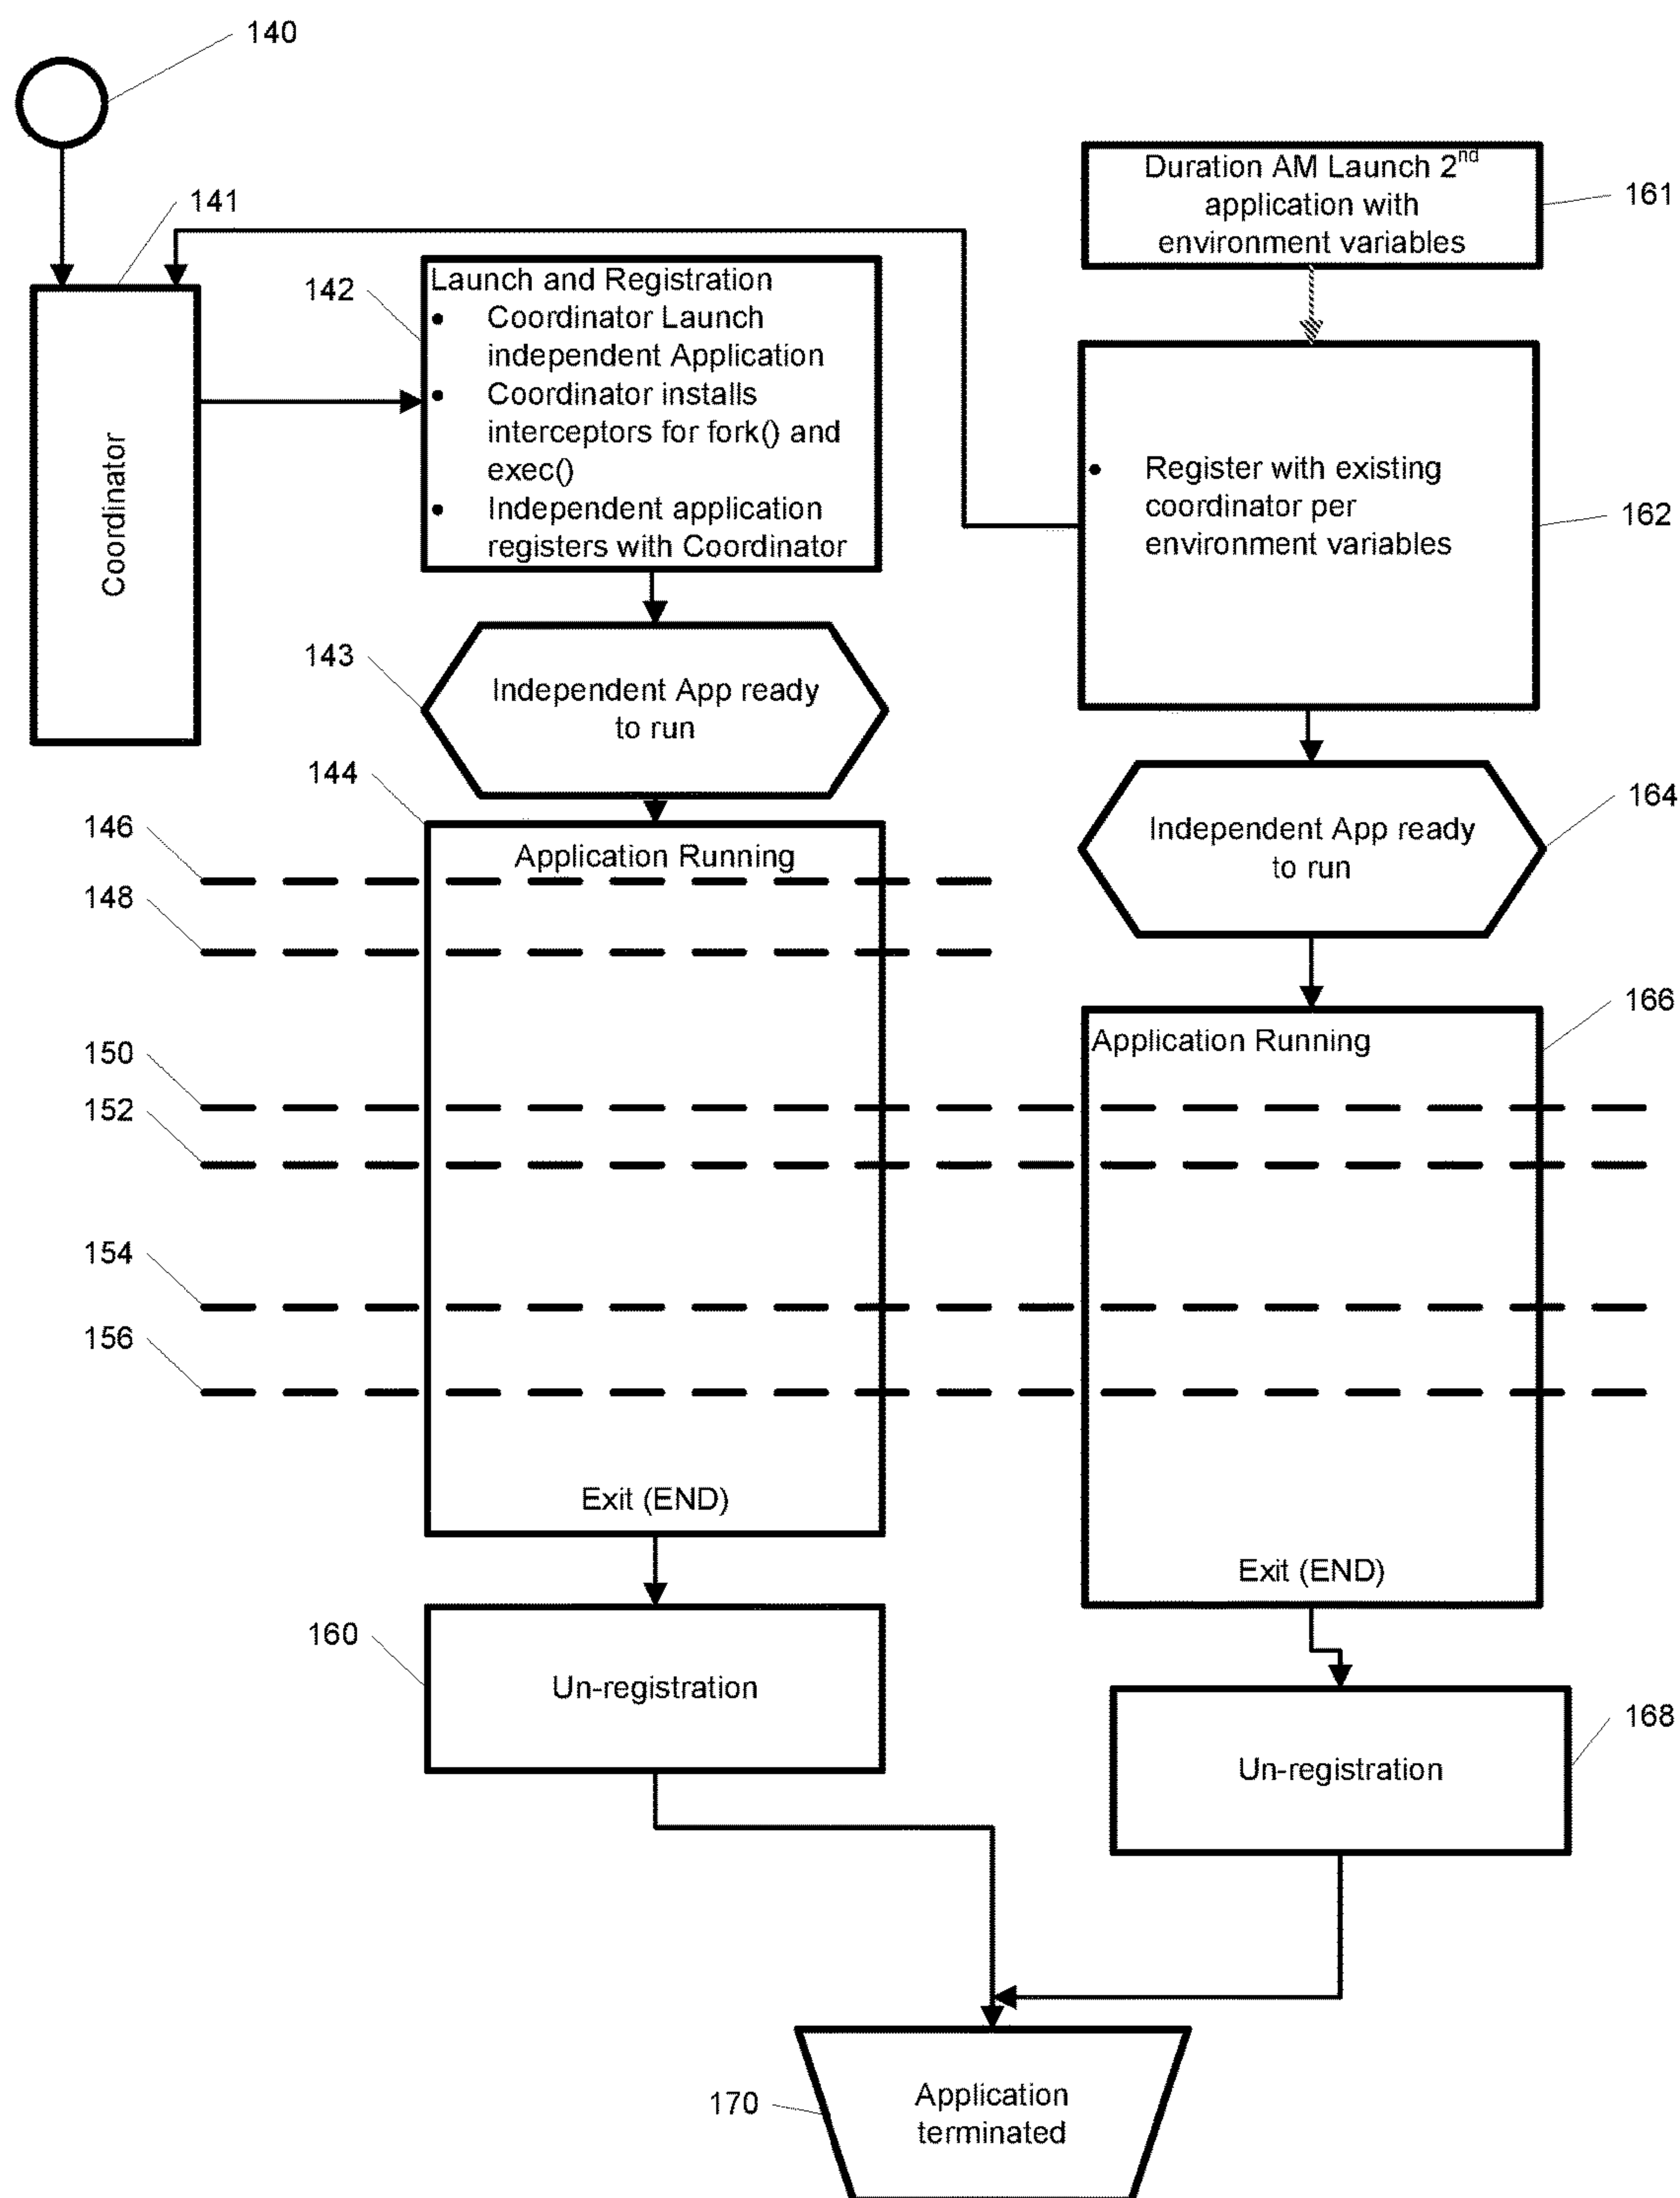 140
Duration AM Launch 2nd
application with
environment variables
161
141
142
Launch and Registration
• Coordinator Launch
independent Application
• Coordinator installs
interceptors for fork() and
exec()
• Independent application
registers with Coordinator
Coordinator
• Register with existing
coordinator per
environment variables
162
143
Independent App ready
to run
144
164
Independent App ready
to run
146
Application Running
148
166
Application Running
150
152
154
156
Exit (END)
Exit (END)
160
Un-registration
168
Un-registration
170
Application
terminated